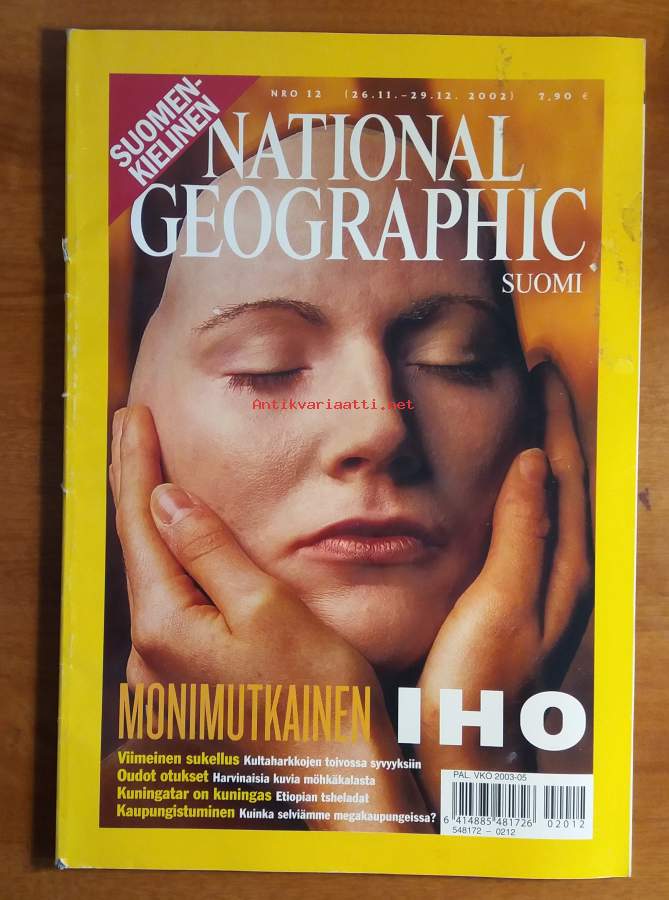 SUOMEN-
KIELINEN
NRO 12 (26.11.–29.12. 2002) 7,90 €
NATIONAL
GEOGRAPHIC
SUOMI
Antikvariaatti.net
MONIMUTKAINEN IHO
Viimeinen sukellus Kultaharkkojen toivossa syvyyksiin
Oudot otukset Harvinaisia kuvia möhkäkalasta
Kuningatar on kuningas Etiopian tsheladat
Kaupungistuminen Kuinka selviämme megakaupungeissa?
PAL. VKO 2003-05
6 414885 481726 02012
548172 – 0212